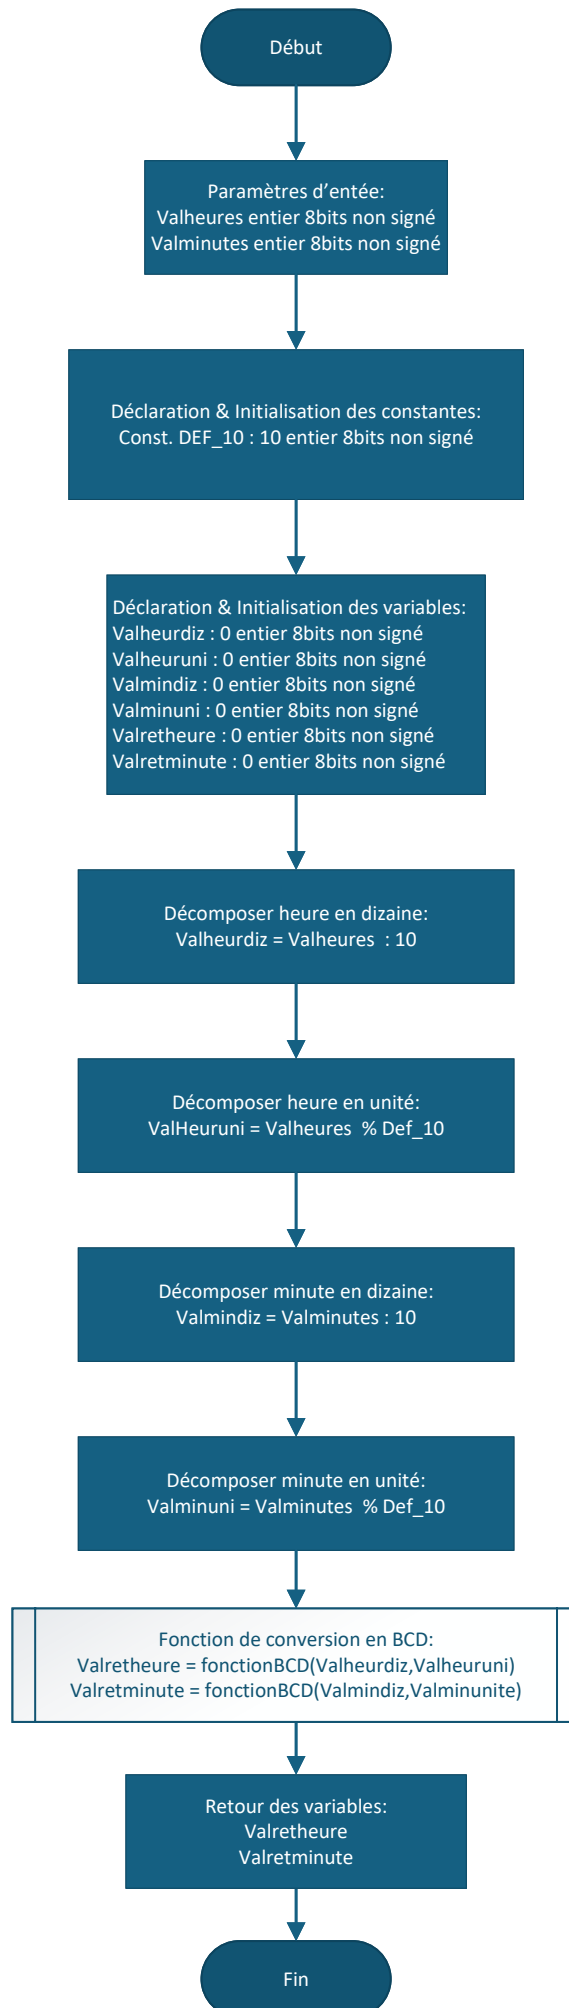 Début
Paramètres d'entée:
Valheures entier 8bits non signé
Valminutes entier 8bits non signé
Déclaration & Initialisation des constantes:
Const. DEF_10 : 10 entier 8bits non signé
Déclaration & Initialisation des variables:
Valheurdiz : 0 entier 8bits non signé
Valheuruni : 0 entier 8bits non signé
Valmindiz : 0 entier 8bits non signé
Valminuni : 0 entier 8bits non signé
Valretheure : 0 entier 8bits non signé
Valretminute : 0 entier 8bits non signé
Décomposer heure en dizaine:
Valheurdiz = Valheures : 10
Décomposer heure en unité:
ValHeuruni = Valheures % Def_10
Décomposer minute en dizaine:
Valmindiz = Valminutes : 10
Décomposer minute en unité:
Valminuni = Valminutes % Def_10
Fonction de conversion en BCD:
Valretheure = fonctionBCD(Valheurdiz,Valheuruni)
Valretminute = fonctionBCD(Valmindiz,Valminunite)
Retour des variables:
Valretheure
Valretminute
Fin